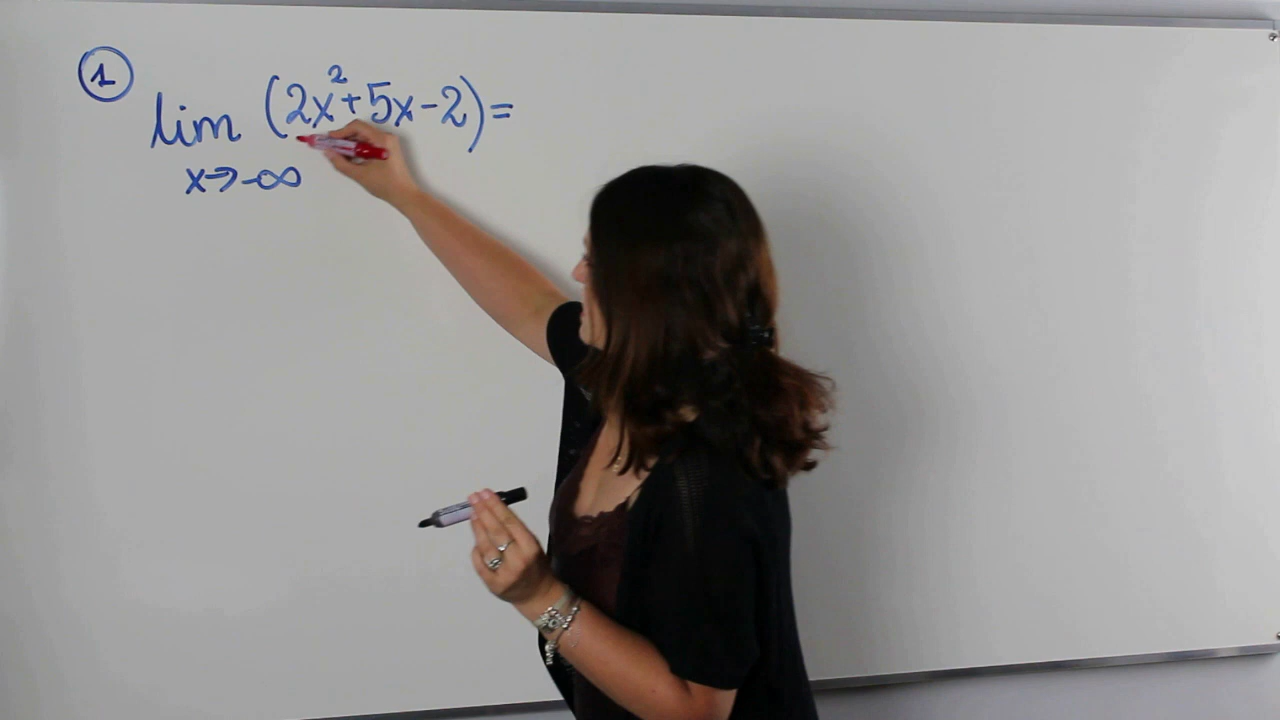 ① lim (2x²+5x-2)=
x→-∞